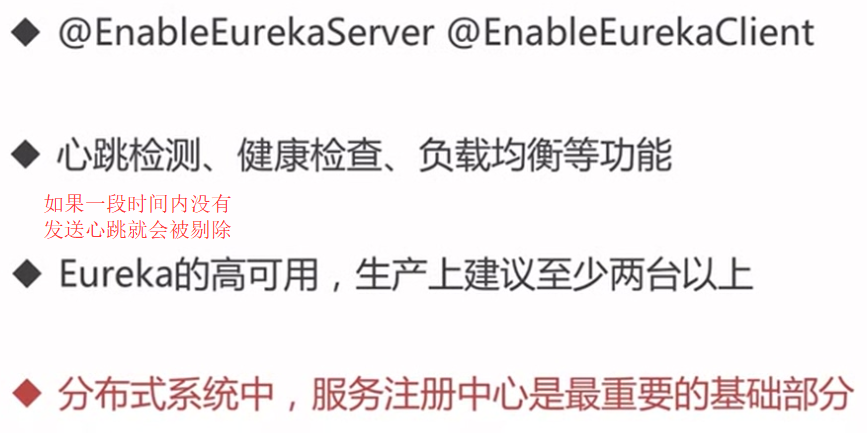 ◆ @EnableEurekaServer @EnableEurekaClient
◆ 心跳检测、健康检查、负载均衡等功能
如果一段时间内没有
发送心跳就会被剔除
◆ Eureka的高可用，生产上建议至少两台以上
◆ 分布式系统中，服务注册中心是最重要的基础部分